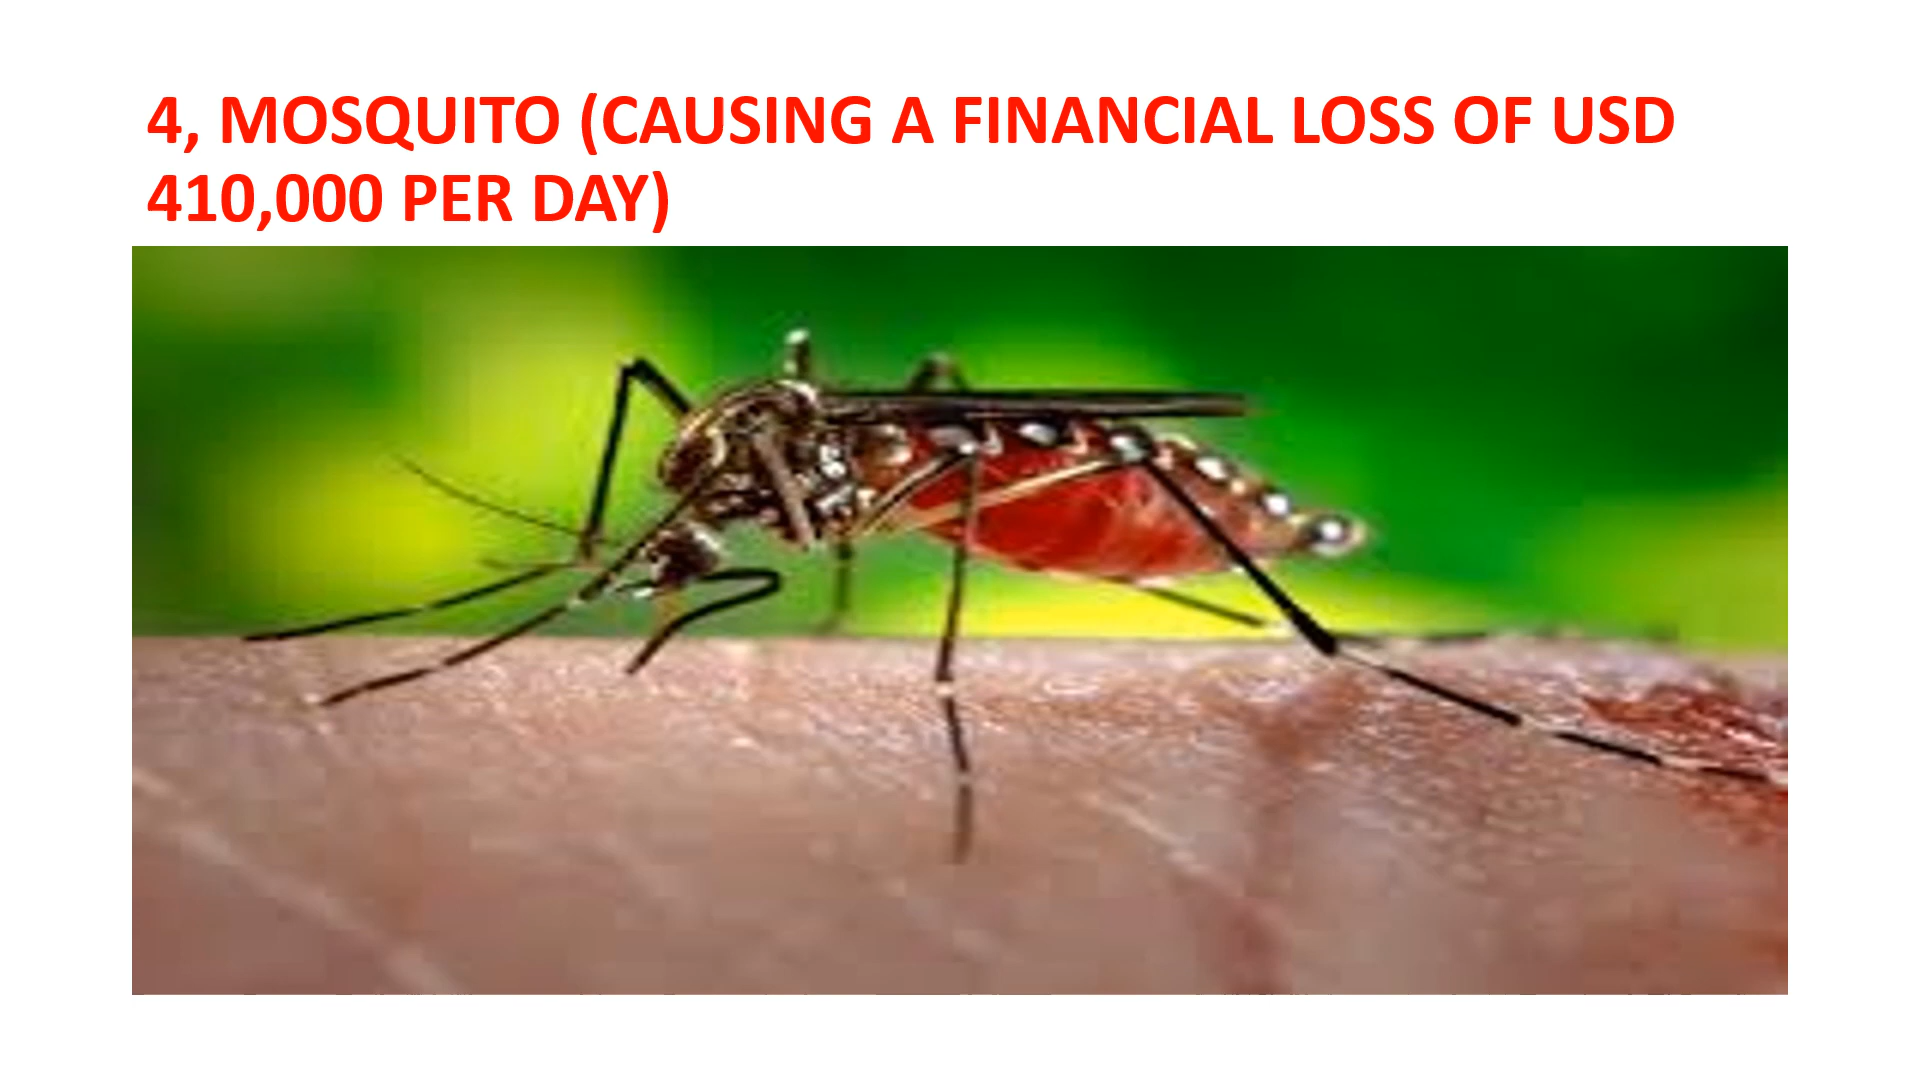 4, MOSQUITO (CAUSING A FINANCIAL LOSS OF USD
410,000 PER DAY)